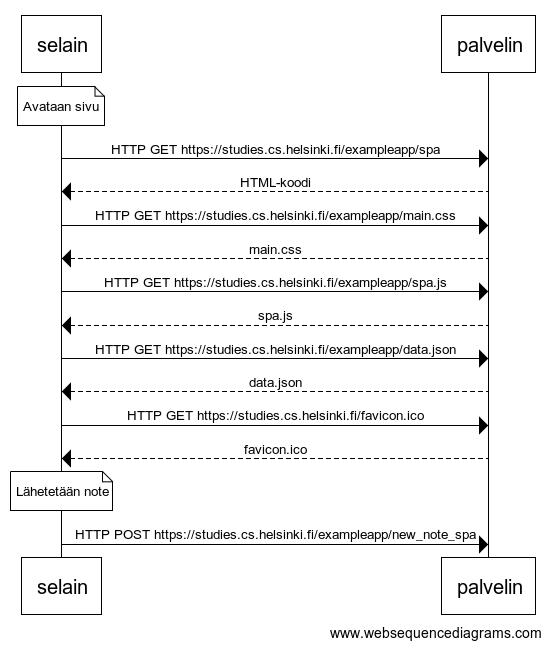 selain
palvelin
Avataan sivu
HTTP GET https://studies.cs.helsinki.fi/exampleapp/spa
HTML-koodi
HTTP GET https://studies.cs.helsinki.fi/exampleapp/main.css
main.css
HTTP GET https://studies.cs.helsinki.fi/exampleapp/spa.js
spa.js
HTTP GET https://studies.cs.helsinki.fi/exampleapp/data.json
data.json
HTTP GET https://studies.cs.helsinki.fi/favicon.ico
favicon.ico
Lähetetään note
HTTP POST https://studies.cs.helsinki.fi/exampleapp/new_note_spa
selain
palvelin
www.websequencediagrams.com